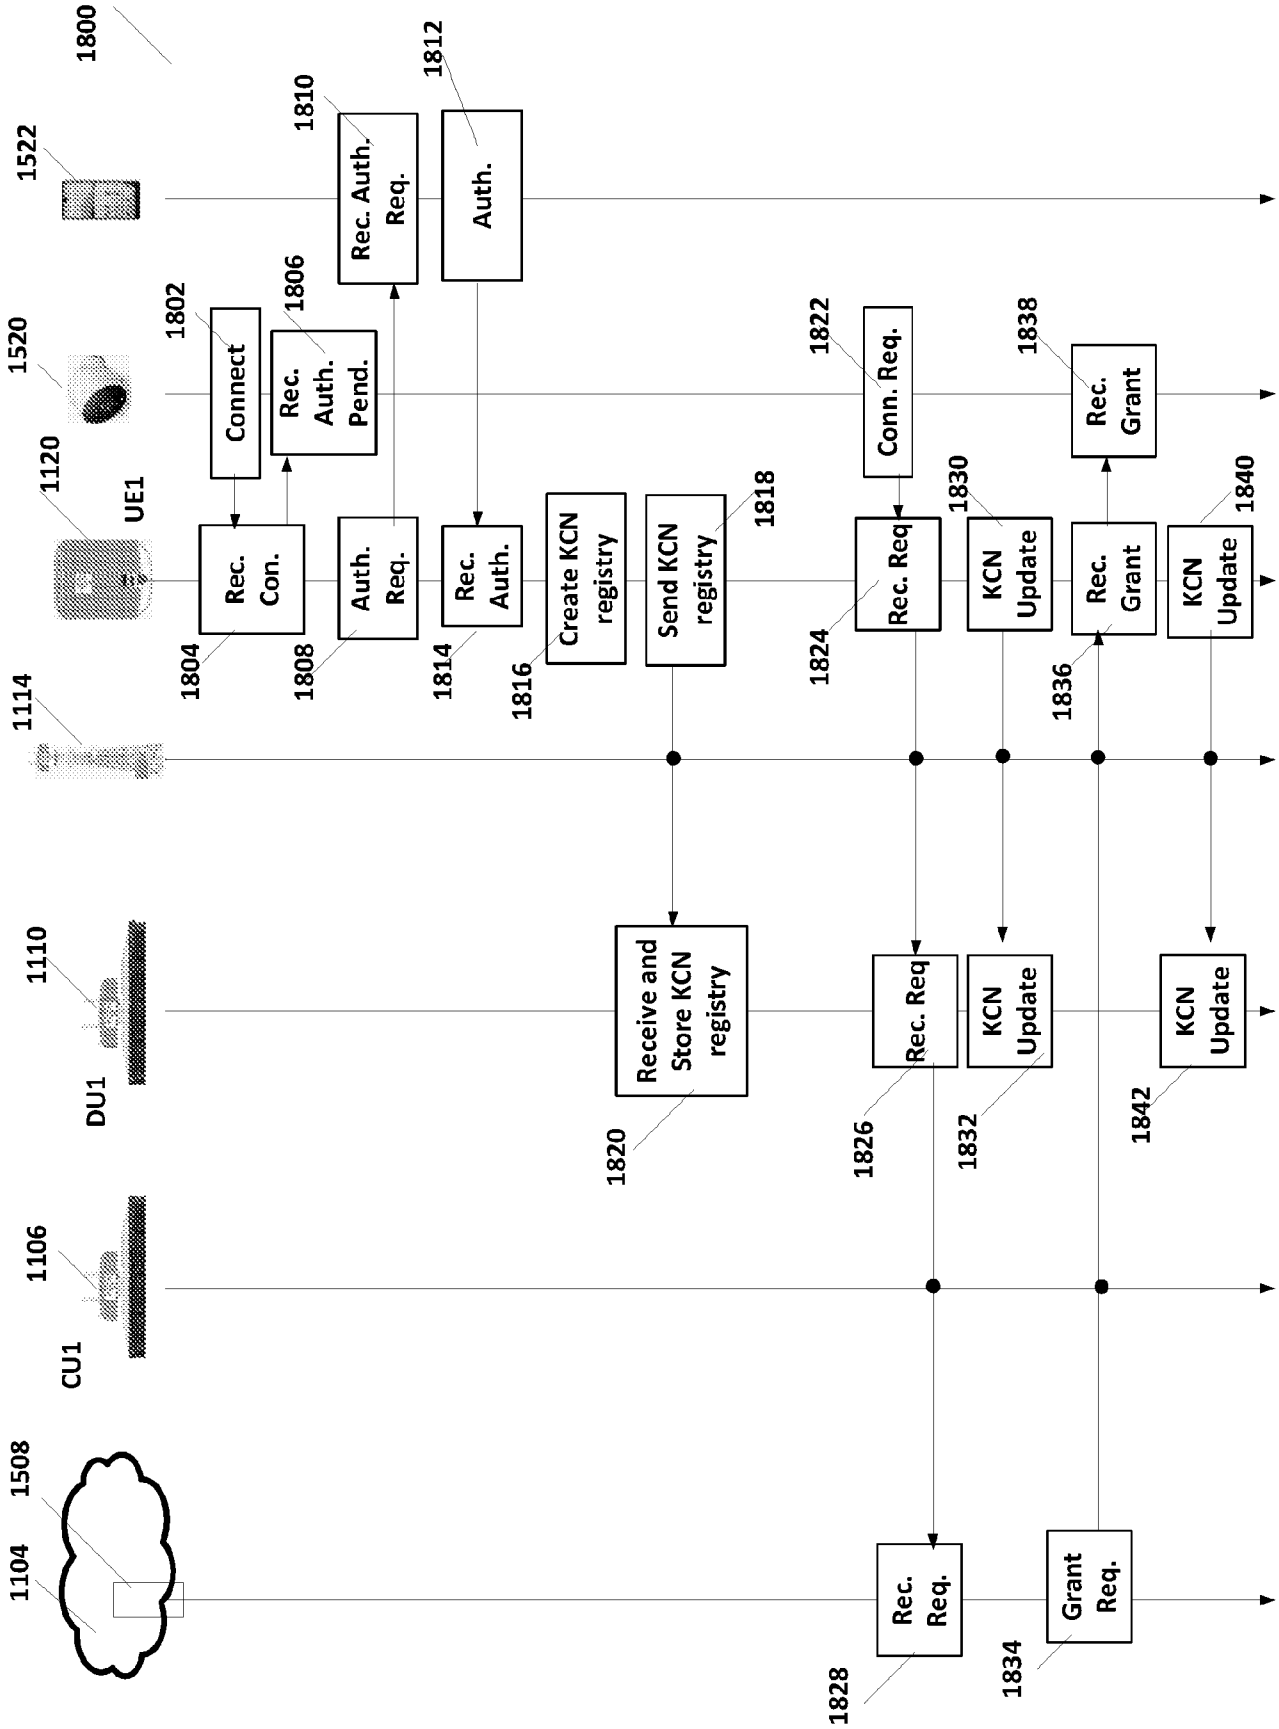 1800
1522
1520
1120
UE1
1114
1110
DU1
1106
CU1
1508
1104
Connect
1802
Rec.
Con.
1804
Rec.
Auth.
Pend.
1806
Auth.
Req.
1808
Rec. Auth.
Req.
1810
Auth.
1812
Rec.
Auth.
1814
Create KCN
registry
1816
Send KCN
registry
1818
Receive and
Store KCN
registry
1820
Conn. Req.
1822
Rec. Req
1824
Rec. Req
1826
Rec.
Req.
1828
KCN
Update
1830
KCN
Update
1832
Grant
Req.
1834
Rec.
Grant
1836
Rec.
Grant
1838
KCN
Update
1840
KCN
Update
1842